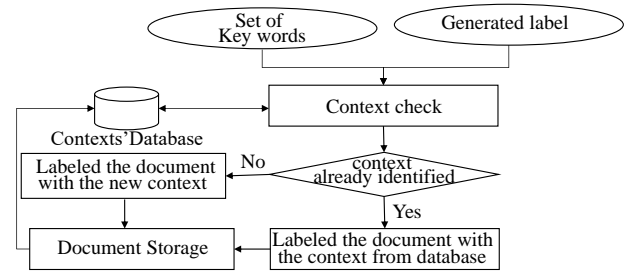 Set of
Key words
Generated label
Context check
Contexts'Database
No
Labeled the document
with the new context
context
already identified
Yes
Document Storage
Labeled the document with
the context from database